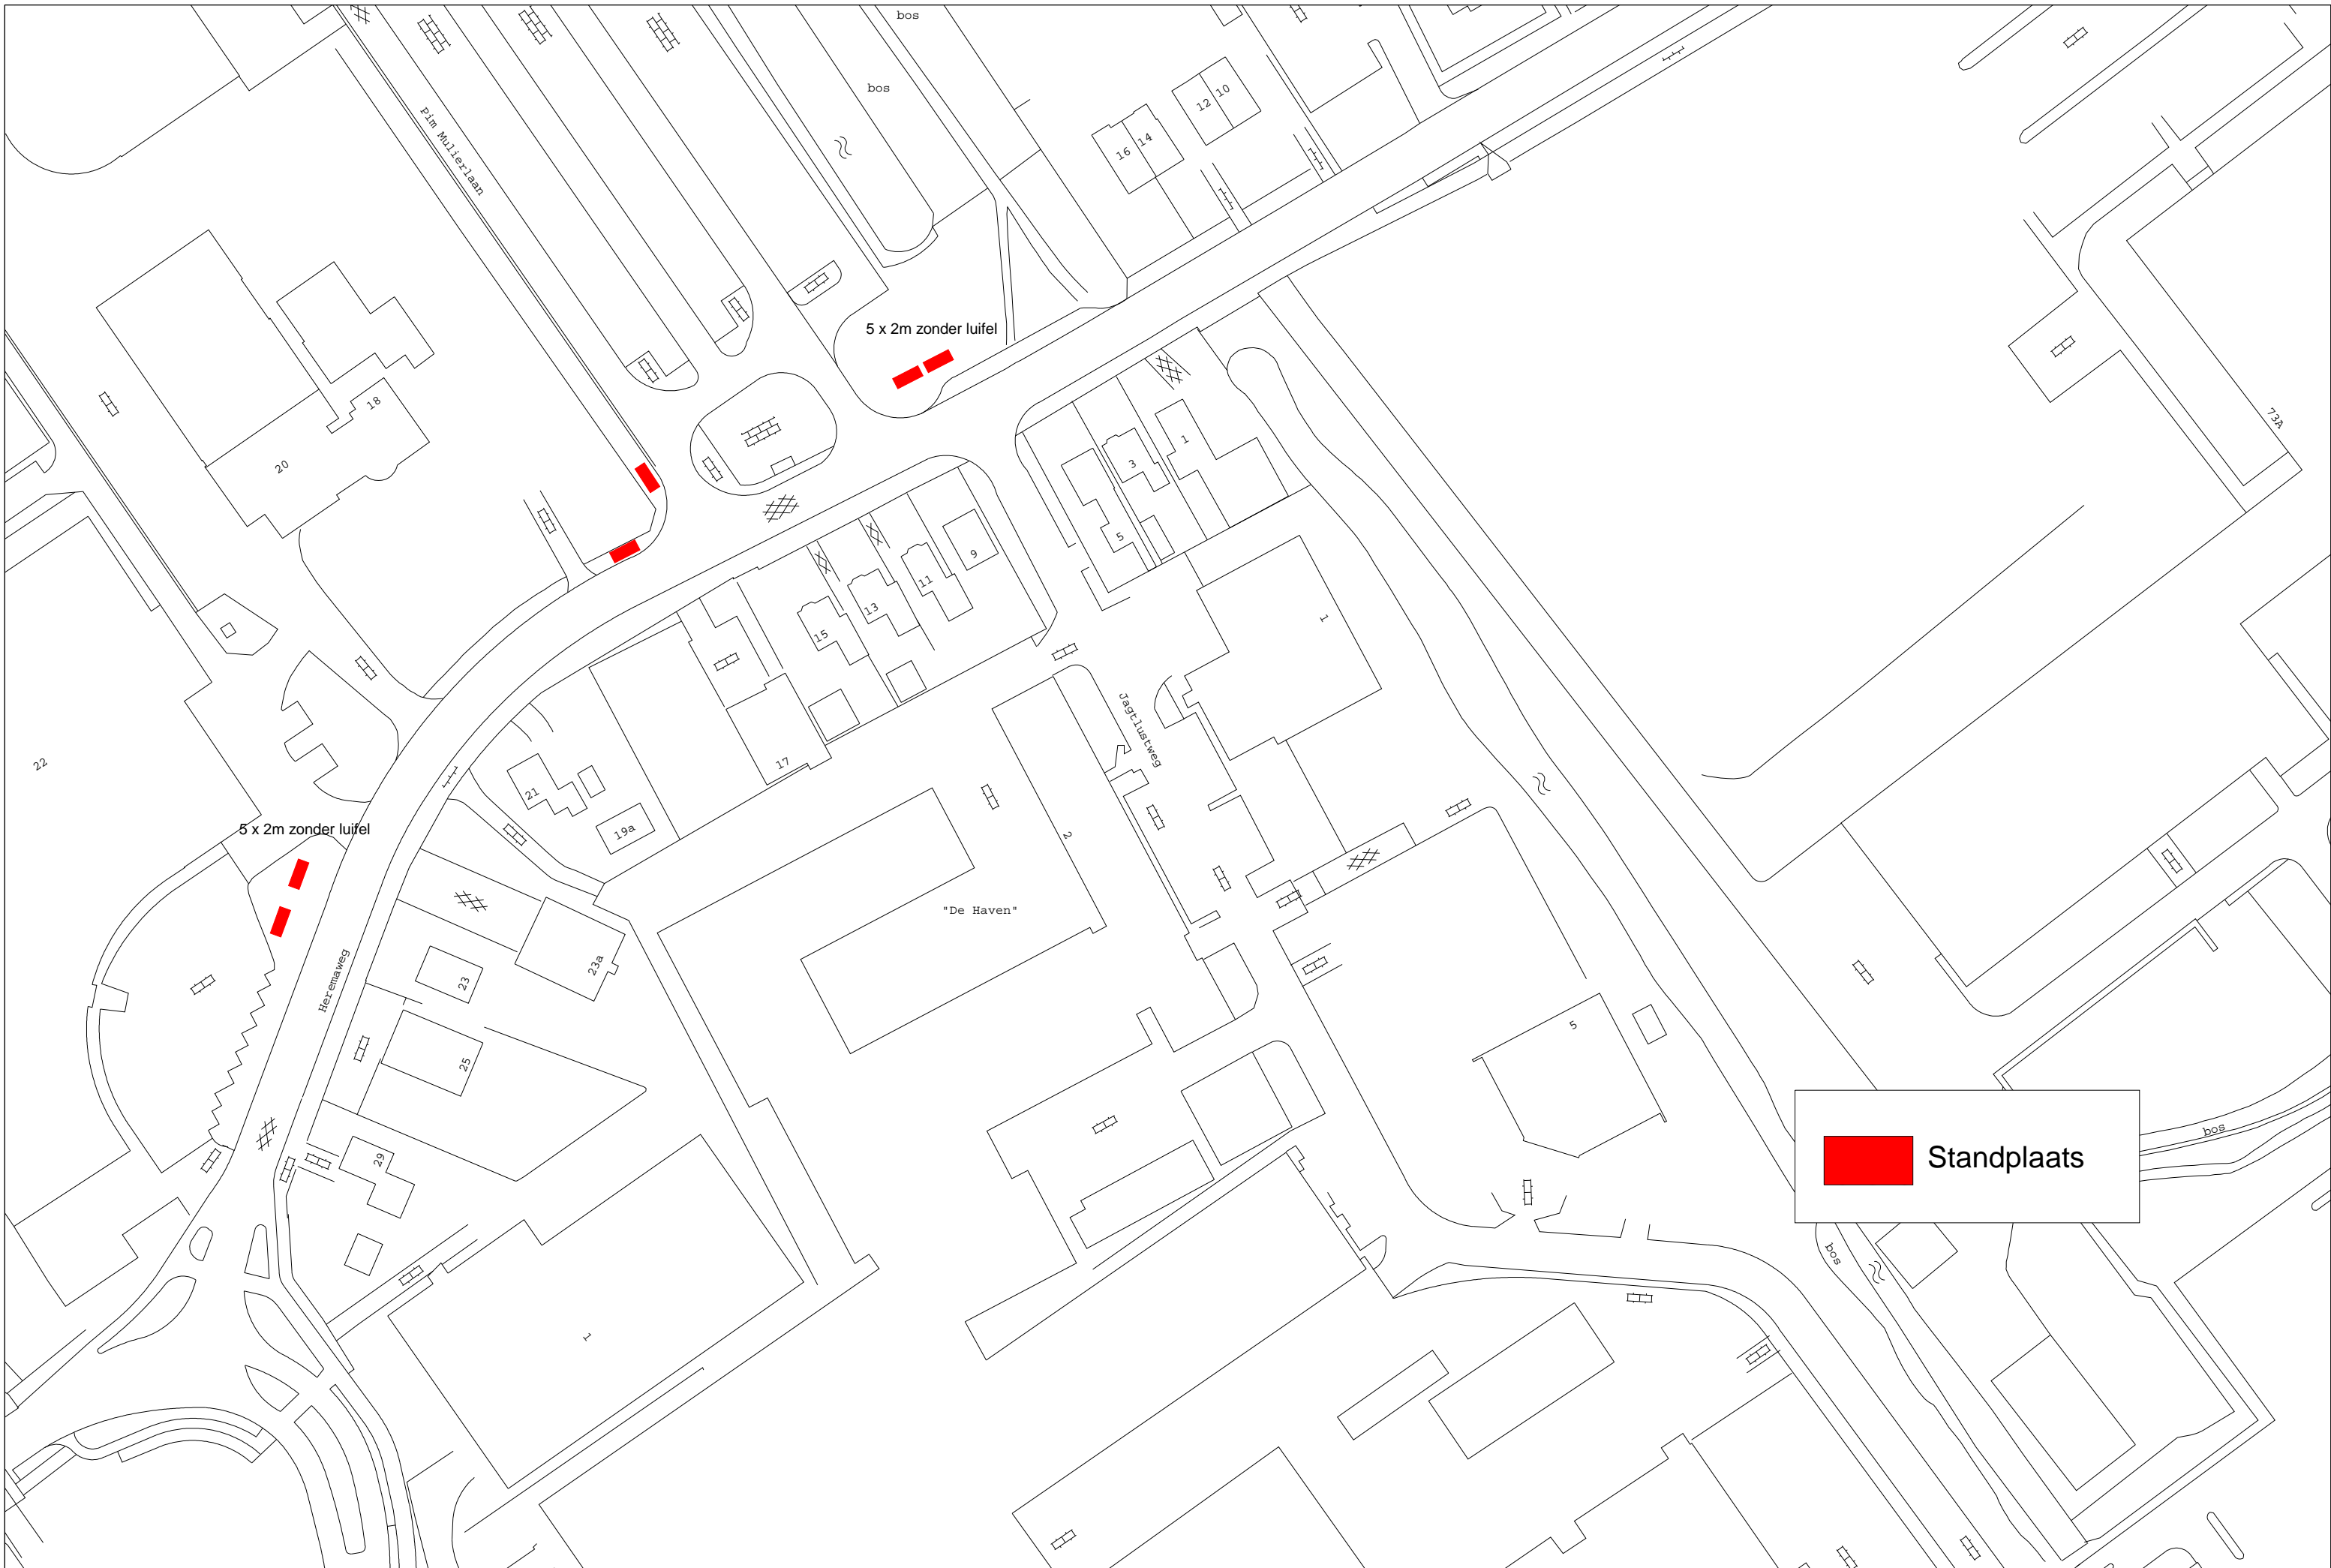 bos
bos
Pim Mulierlaan
12
10
16
14
5 x 2m zonder luifel
18
20
73A
1
3
5
9
11
13
15
1
17
Jagtlustweg
22
21
19a
2
5 x 2m zonder luifel
"De Haven"
23a
23
Heremaweg
25
5
29
Standplaats
bos
bos
1